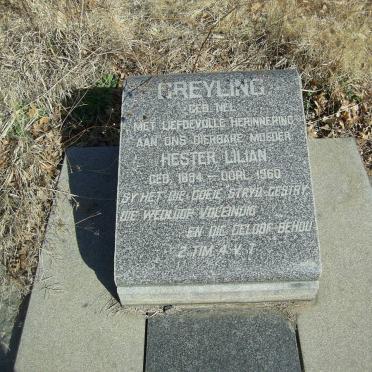 GREYLING
GEB NEL
MET LIEFDEVOLLE HERINNERING
AAN ONS DIERBARE MOEDER
HESTER LILIAN
GEB. 1884 – OORL. 1960
SY HET DIE GOEIE STRYD GESTRY
DIE WEDLOOP VOLEINDIG
EN DIE GELOOF BEHOU
2 TIM. 4 V. 7